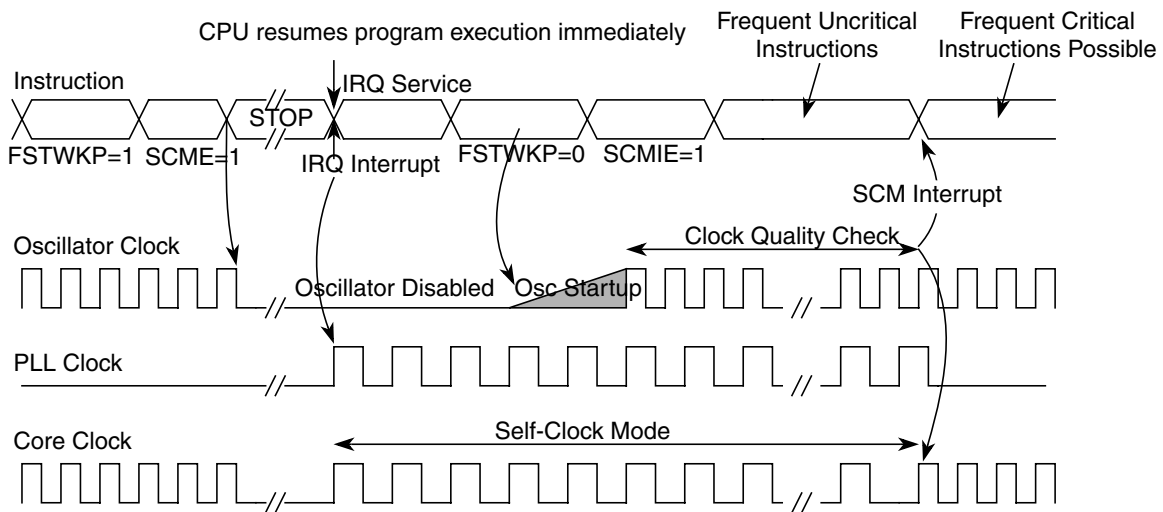 CPU resumes program execution immediately
Frequent Uncritical
Instructions
Frequent Critical
Instructions Possible
Instruction
STOP
IRQ Service
FSTWKP=1
SCME=1
IRQ Interrupt
FSTWKP=0
SCMIE=1
SCM Interrupt
Oscillator Clock
Clock Quality Check
Oscillator Disabled
Osc Startup
PLL Clock
Core Clock
Self-Clock Mode